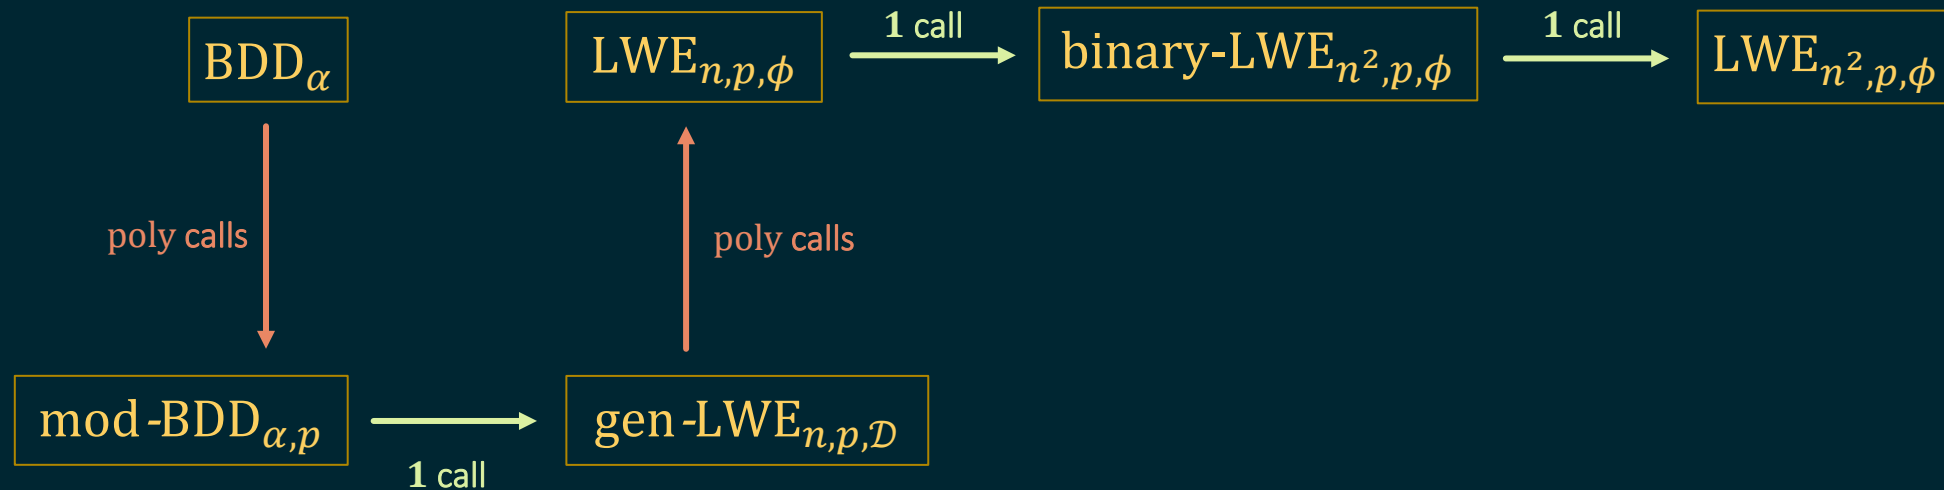 BDD_α
LWE_{n,p,ϕ}
1 call
binary-LWE_{n²,p,ϕ}
1 call
LWE_{n²,p,ϕ}
poly calls
poly calls
mod-BDD_{α,p}
1 call
gen-LWE_{n,p,𝒟}